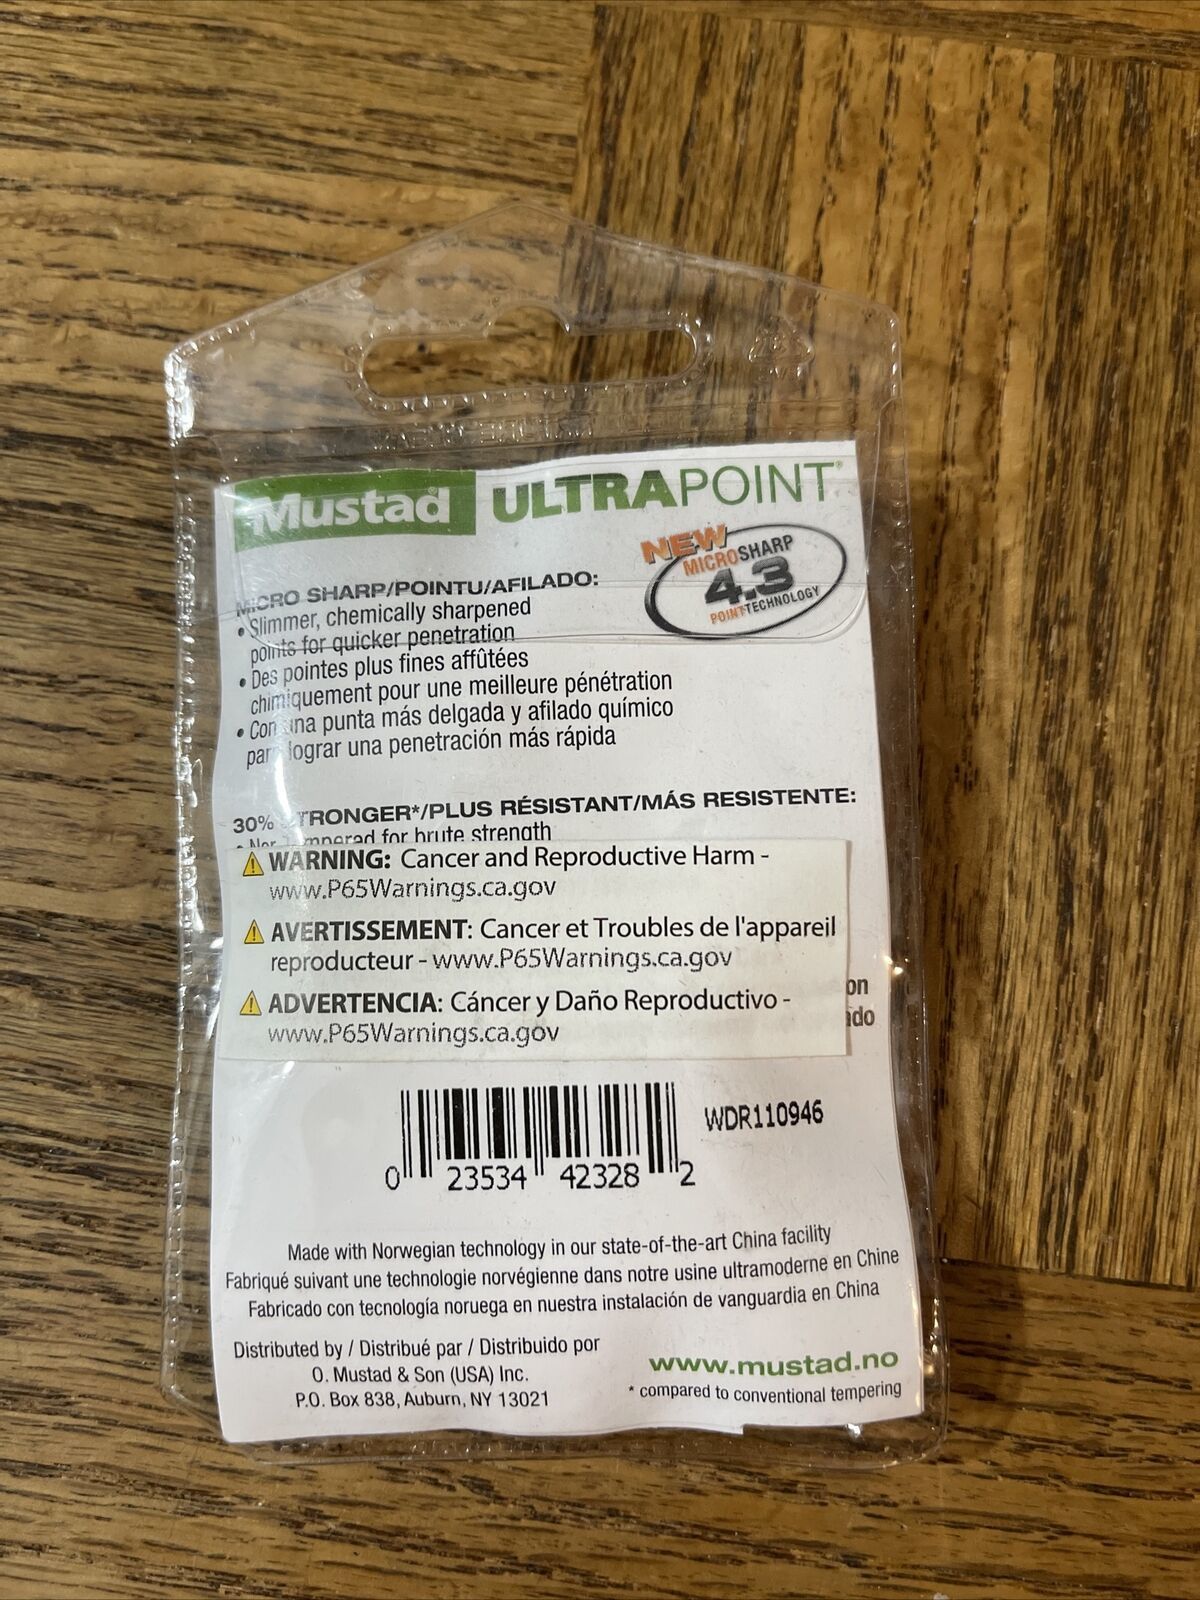 Mustad ULTRAPOINT®
NEW
MICROSHARP
4.3
POINTTECHNOLOGY
MICRO SHARP/POINTU/AFILADO:
• Slimmer, chemically sharpened
points for quicker penetration
• Des pointes plus fines affûtées
chimiquement pour une meilleure pénétration
• Con una punta más delgada y afilado químico
para lograr una penetración más rápida
30% STRONGER*/PLUS RÉSISTANT/MÁS RESISTENTE:
• Nor-Tempered for brute strength
⚠ WARNING: Cancer and Reproductive Harm -
www.P65Warnings.ca.gov
⚠ AVERTISSEMENT: Cancer et Troubles de l'appareil
reproducteur - www.P65Warnings.ca.gov
⚠ ADVERTENCIA: Cáncer y Daño Reproductivo -
www.P65Warnings.ca.gov
WDR110946
0 23534 42328 2
Made with Norwegian technology in our state-of-the-art China facility
Fabriqué suivant une technologie norvégienne dans notre usine ultramoderne en Chine
Fabricado con tecnología noruega en nuestra instalación de vanguardia en China
Distributed by / Distribué par / Distribuido por
O. Mustad & Son (USA) Inc.
P.O. Box 838, Auburn, NY 13021
www.mustad.no
* compared to conventional tempering